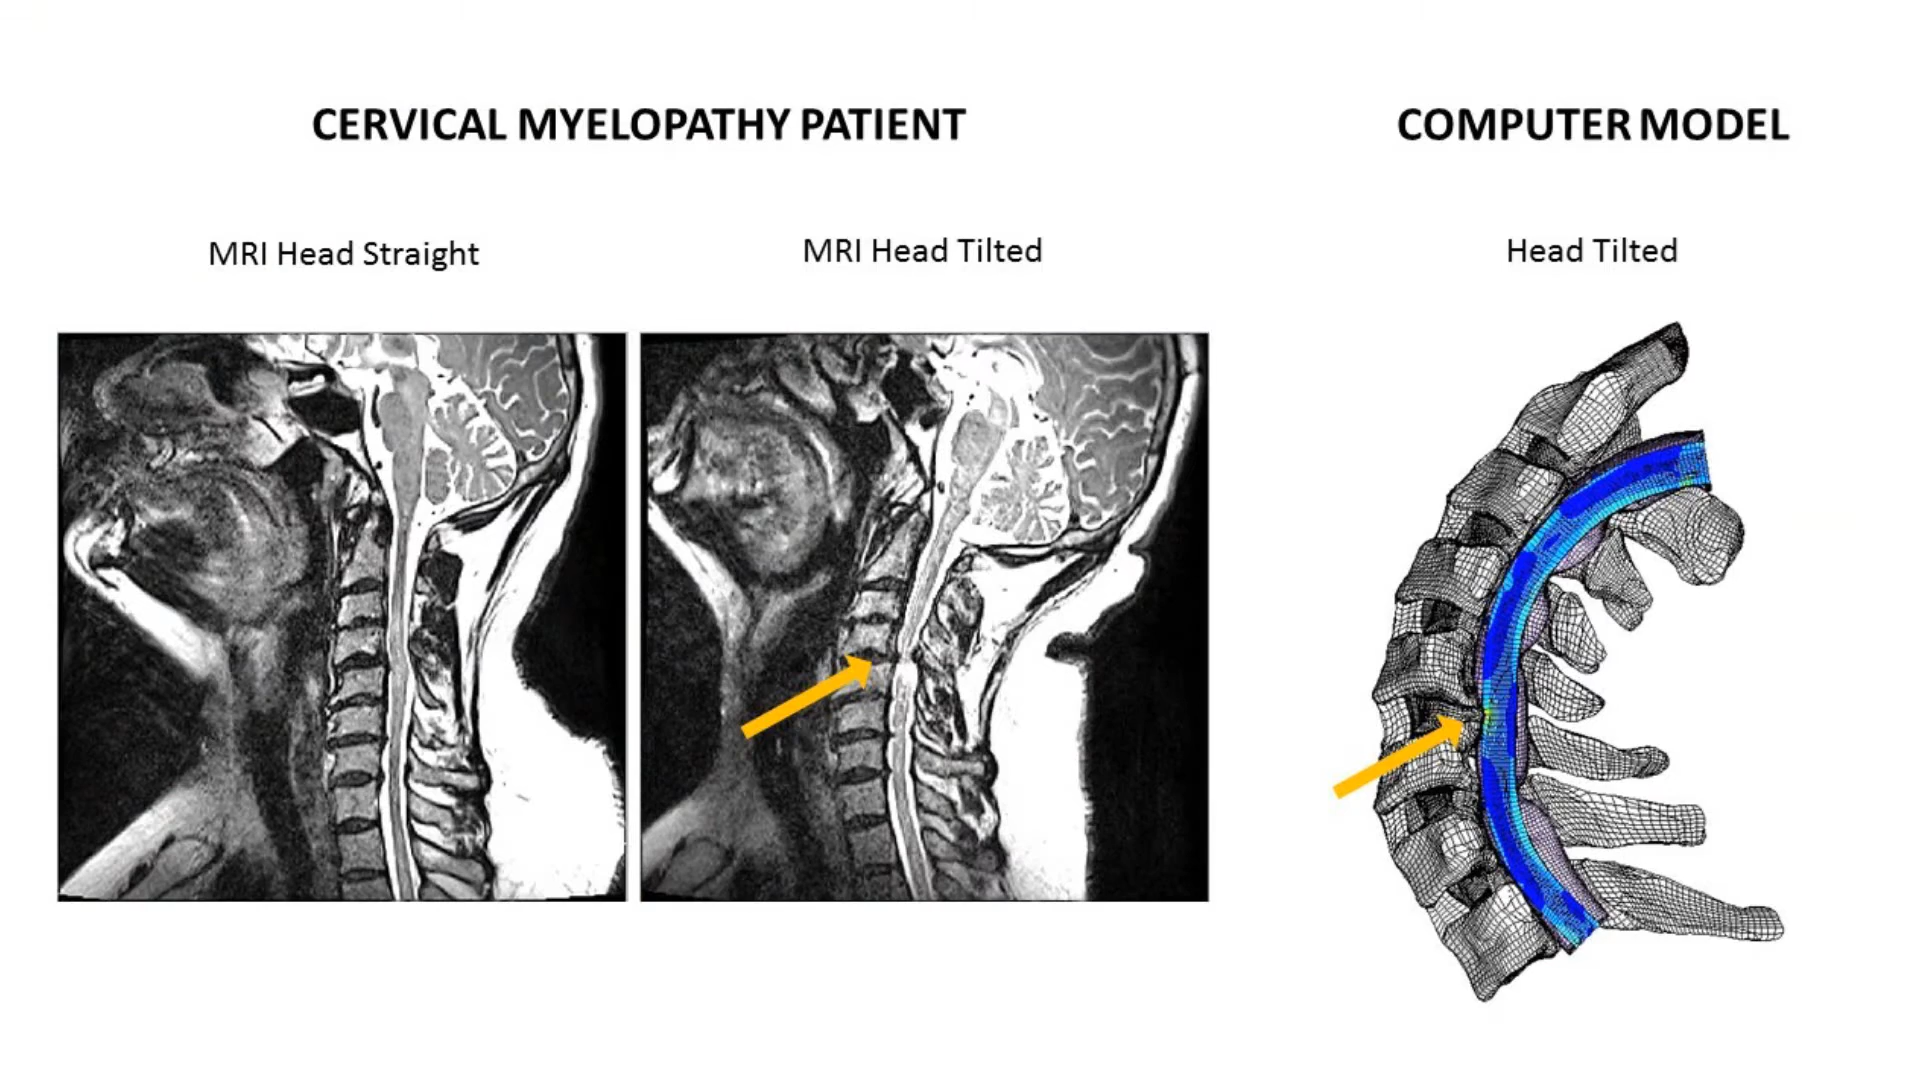 CERVICAL MYELOPATHY PATIENT
COMPUTER MODEL
MRI Head Straight
MRI Head Tilted
Head Tilted